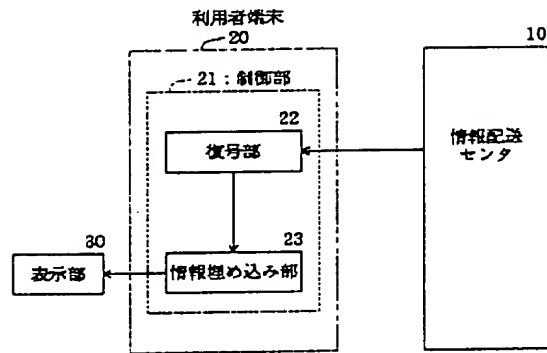 利用者端末
20
10
21:制御部
22
復号部
情報配送
センタ
30
表示部
23
情報埋め込み部